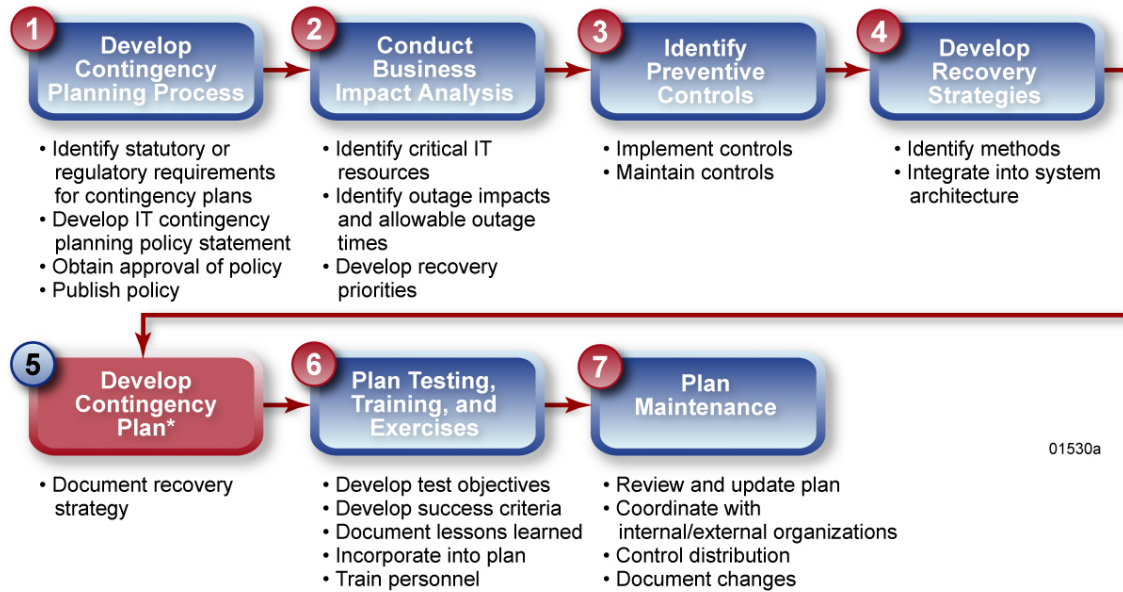 1
Develop
Contingency
Planning Process
• Identify statutory or
regulatory requirements
for contingency plans
• Develop IT contingency
planning policy statement
• Obtain approval of policy
• Publish policy
2
Conduct
Business
Impact Analysis
• Identify critical IT
resources
• Identify outage impacts
and allowable outage
times
• Develop recovery
priorities
3
Identify
Preventive
Controls
• Implement controls
• Maintain controls
4
Develop
Recovery
Strategies
• Identify methods
• Integrate into system
architecture
5
Develop
Contingency
Plan*
• Document recovery
strategy
6
Plan Testing,
Training, and
Exercises
• Develop test objectives
• Develop success criteria
• Document lessons learned
• Incorporate into plan
• Train personnel
7
Plan
Maintenance
• Review and update plan
• Coordinate with
internal/external organizations
• Control distribution
• Document changes
01530a